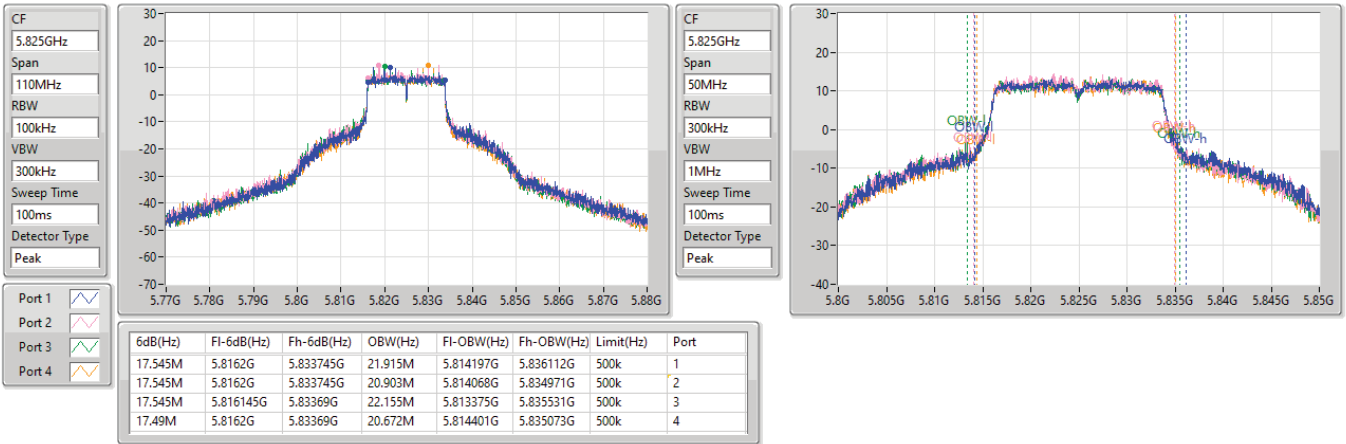 CF
5.825GHz
Span
110MHz
RBW
100kHz
VBW
300kHz
Sweep Time
100ms
Detector Type
Peak
30
20
10
0
-10
-20
-30
-40
-50
-60
-70
5.77G 5.78G 5.79G 5.8G 5.81G 5.82G 5.83G 5.84G 5.85G 5.86G 5.87G 5.88G
CF
5.825GHz
Span
50MHz
RBW
300kHz
VBW
1MHz
Sweep Time
100ms
Detector Type
Peak
30
20
10
0
-10
-20
-30
-40
5.8G 5.805G 5.81G 5.815G 5.82G 5.825G 5.83G 5.835G 5.84G 5.845G 5.85G
Port 1
Port 2
Port 3
Port 4
6dB(Hz) Fl-6dB(Hz) Fh-6dB(Hz) OBW(Hz) Fl-OBW(Hz) Fh-OBW(Hz) Limit(Hz) Port
17.545M 5.8162G 5.833745G 21.915M 5.814197G 5.836112G 500k 1
17.545M 5.8162G 5.833745G 20.903M 5.814068G 5.834971G 500k 2
17.545M 5.816145G 5.83369G 22.155M 5.813375G 5.835531G 500k 3
17.49M 5.8162G 5.83369G 20.672M 5.814401G 5.835073G 500k 4